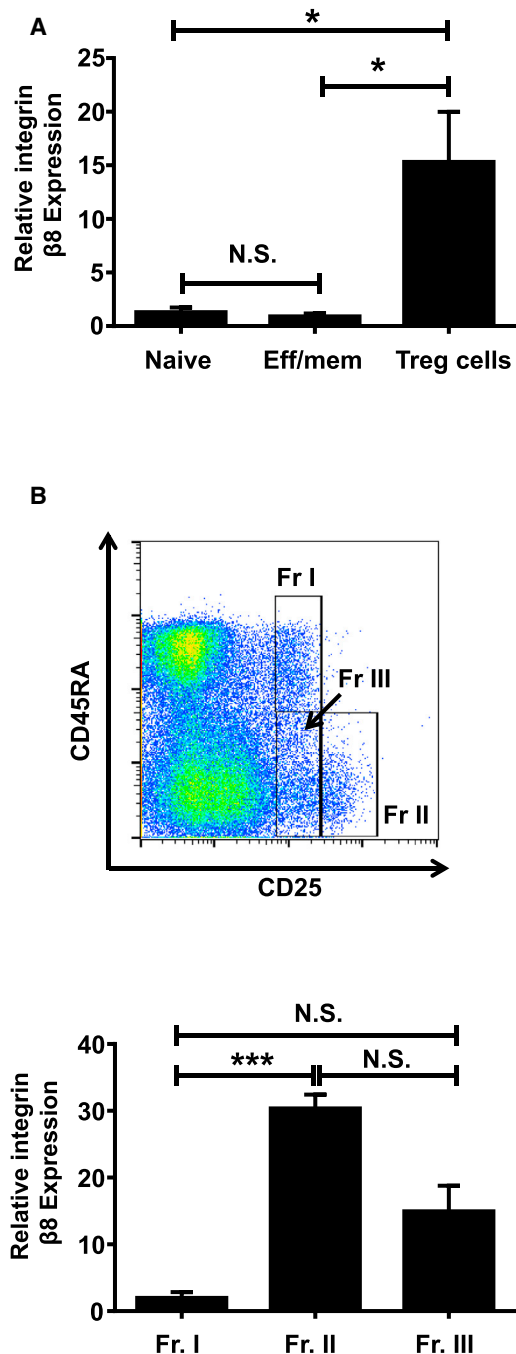 A
*
*
25
20
15
10
5
0
Relative integrin
β8 Expression
N.S.
Naive
Eff/mem
Treg cells
B
Fr I
Fr III
Fr II
CD45RA
CD25
N.S.
***
N.S.
40
30
20
10
0
Relative integrin
β8 Expression
Fr. I
Fr. II
Fr. III